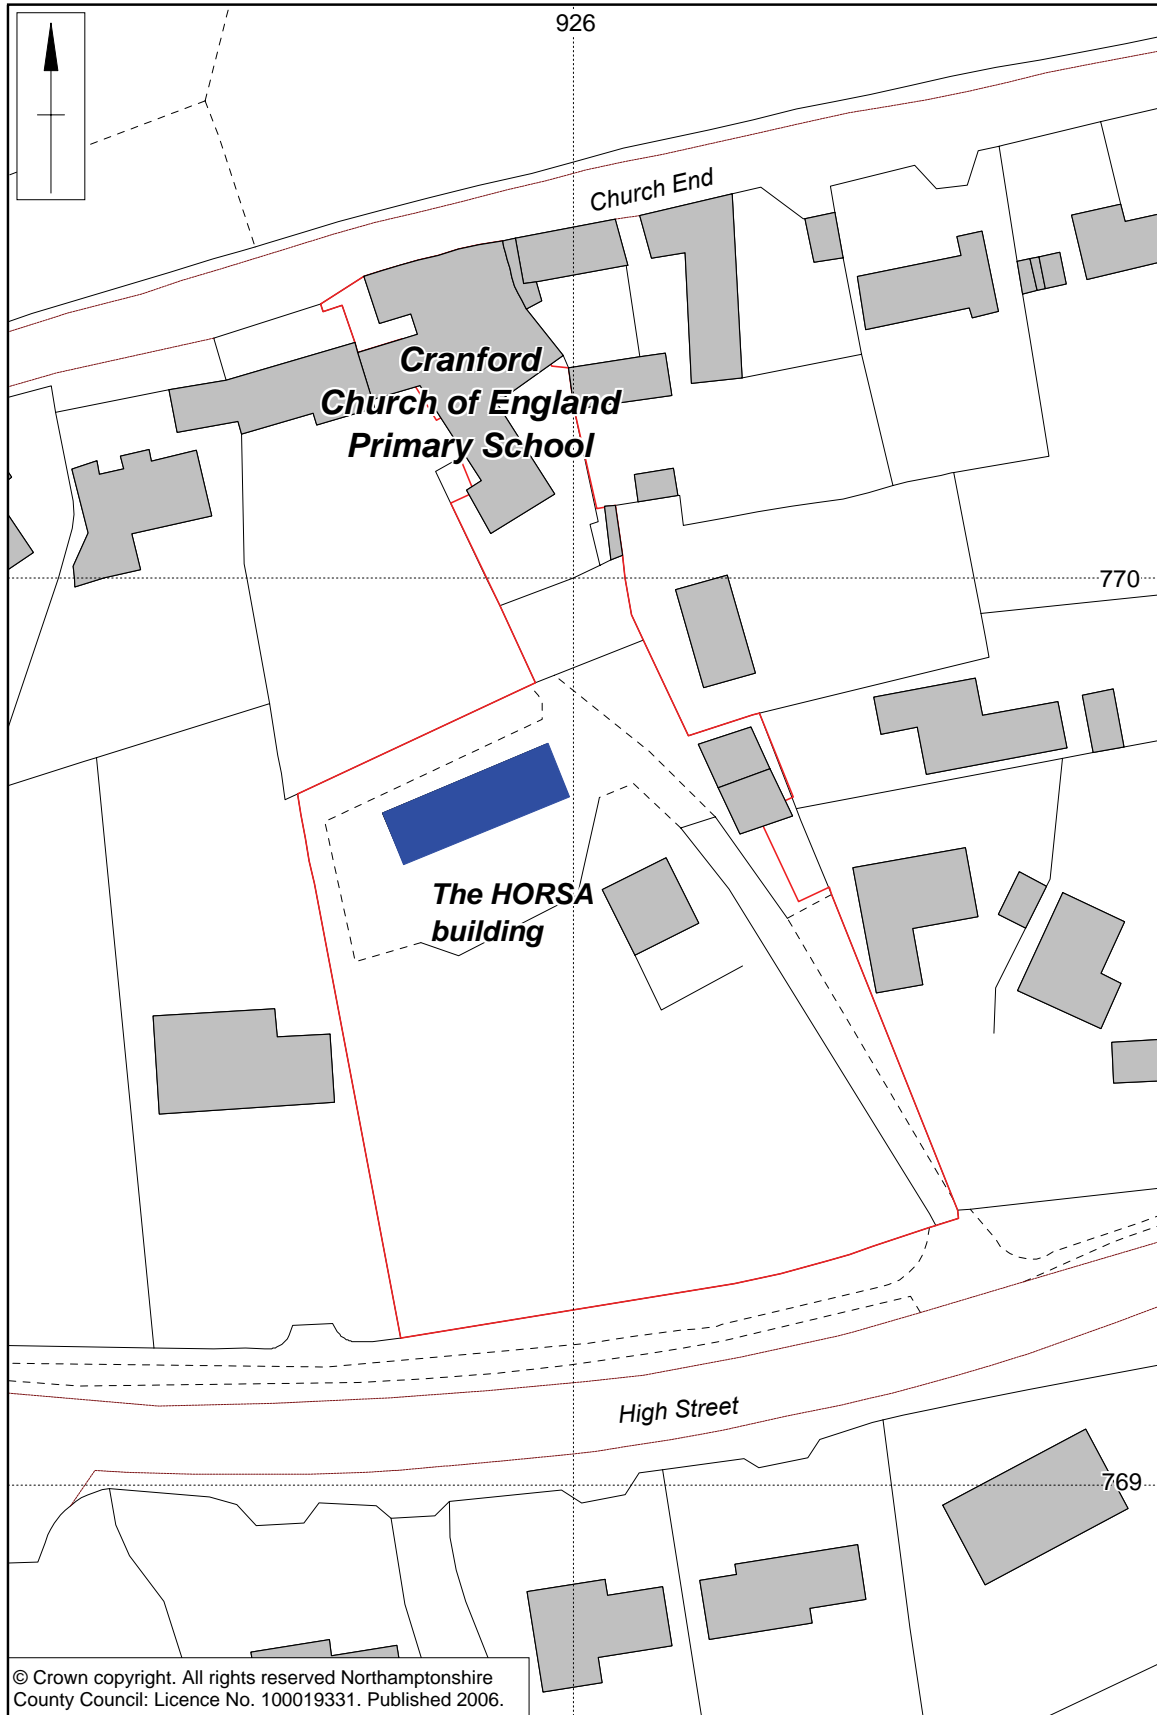 926
Church End
Cranford
Church of England
Primary School
770
The HORSA
building
High Street
769
© Crown copyright. All rights reserved Northamptonshire
County Council: Licence No. 100019331. Published 2006.